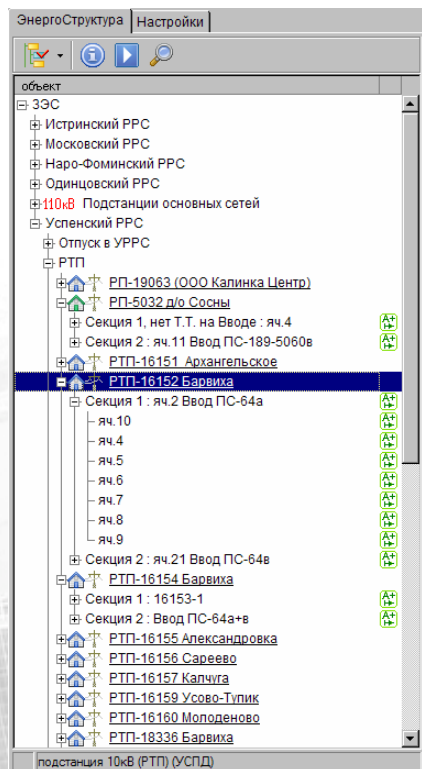 ЭнергоСтруктура Настройки
объект
ЗЭС
Истринский РРС
Московский РРС
Наро-Фоминский РРС
Одинцовский РРС
110кВ Подстанции основных сетей
Успенский РРС
Отпуск в УРРС
РТП
РП-19063 (ООО Калинка Центр)
РП-5032 д/о Сосны
Секция 1, нет Т.Т. на Вводе : яч.4 A+
Секция 2 : яч.11 Ввод ПС-189-5060в A+
РТП-16151 Архангельское
РТП-16152 Барвиха
Секция 1 : яч.2 Ввод ПС-64а A+
яч.10 A+
яч.4 A+
яч.5 A+
яч.6 A+
яч.7 A+
яч.8 A+
яч.9 A+
Секция 2 : яч.21 Ввод ПС-64в A+
РТП-16154 Барвиха
Секция 1 : 16153-1 A+
Секция 2 : Ввод ПС-64а+в A+
РТП-16155 Александровка
РТП-16156 Сареево
РТП-16157 Калчуга
РТП-16159 Усово-Тупик
РТП-16160 Молоденово
РТП-18336 Барвиха
подстанция 10кВ (РТП) (УСПД)